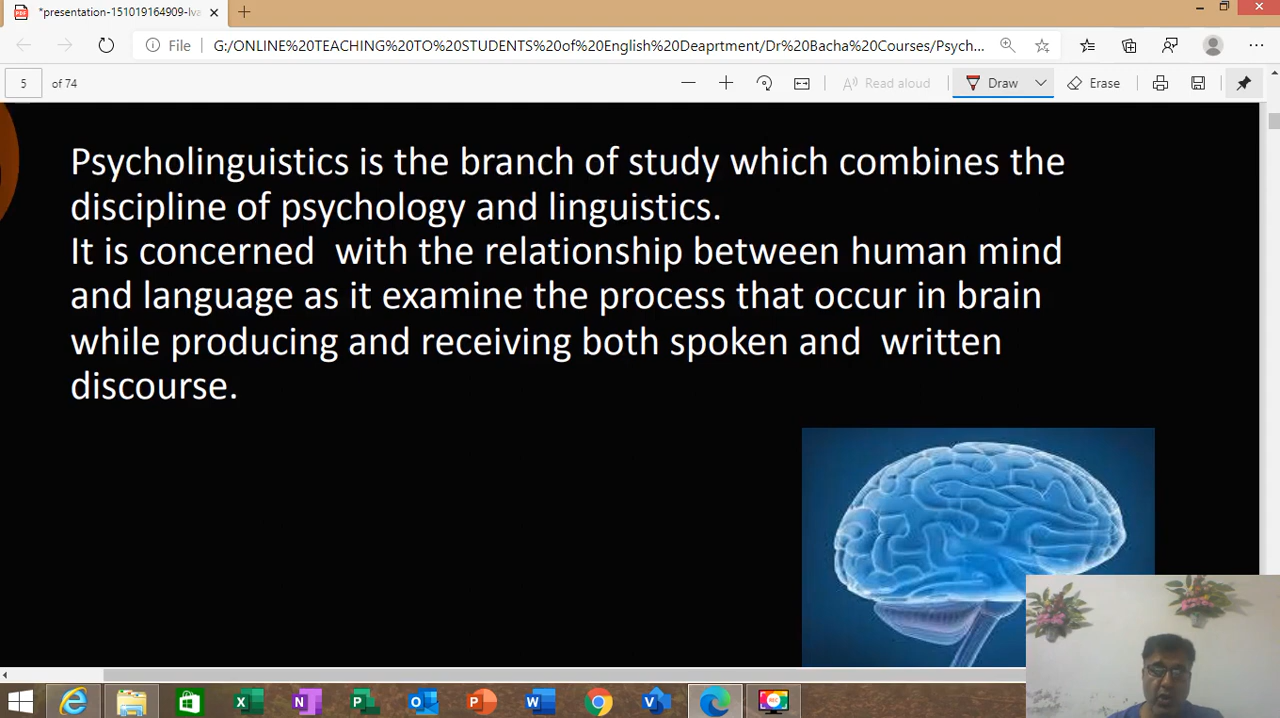 *presentation-151019164909-lva
File
G:/ONLINE%20TEACHING%20TO%20STUDENTS%20of%20English%20Deaprtment/Dr%20Bacha%20Courses/Psych...
5 of 74
Read aloud
Draw
Erase
Psycholinguistics is the branch of study which combines the
discipline of psychology and linguistics.
It is concerned with the relationship between human mind
and language as it examine the process that occur in brain
while producing and receiving both spoken and written
discourse.